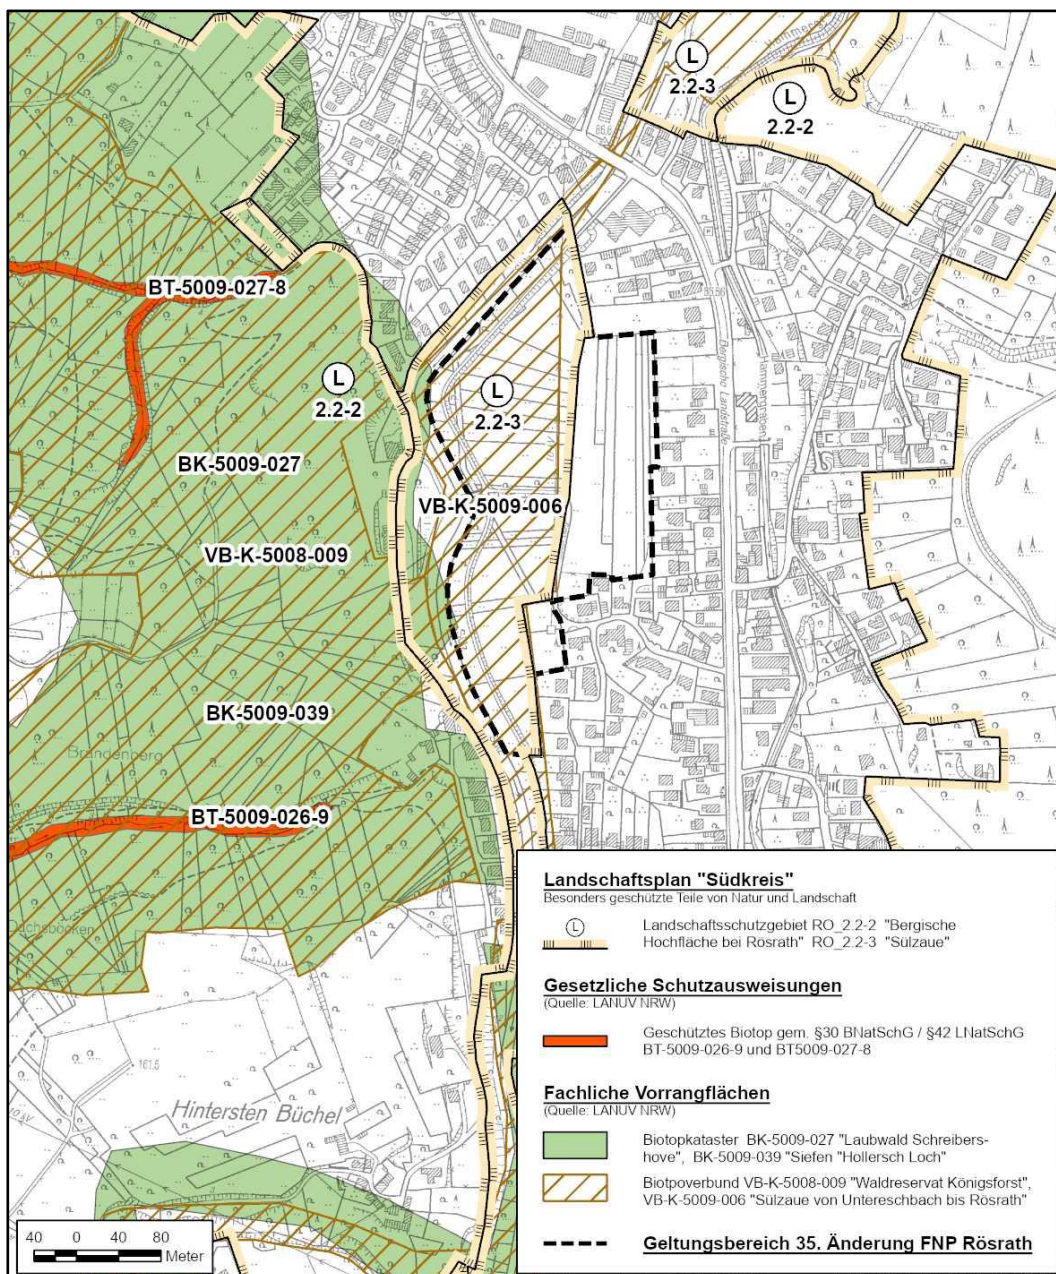 L
2.2-3
L
2.2-2
BT-5009-027-8
L
2.2-2
L
2.2-3
BK-5009-027
VB-K-5009-006
VB-K-5008-009
Bergische Landstraße
BK-5009-039
Brandenberg
BT-5009-026-9
161,5
Hintersten Büchel
Landschaftsplan "Südkreis"
Besonders geschützte Teile von Natur und Landschaft
L
Landschaftsschutzgebiet RO_2.2-2 "Bergische
Hochfläche bei Rösrath" RO_2.2-3 "Sülzaue"
Gesetzliche Schutzausweisungen
(Quelle: LANUV NRW)
Geschütztes Biotop gem. §30 BNatSchG / §42 LNatSchG
BT-5009-026-9 und BT5009-027-8
Fachliche Vorrangflächen
(Quelle: LANUV NRW)
Biotopkataster BK-5009-027 "Laubwald Schreibers-
hove", BK-5009-039 "Siefen "Hollersch Loch"
Biotpoverbund VB-K-5008-009 "Waldreservat Königsforst",
VB-K-5009-006 "Sülzaue von Untereschbach bis Rösrath"
Geltungsbereich 35. Änderung FNP Rösrath
40 0 40 80
Meter